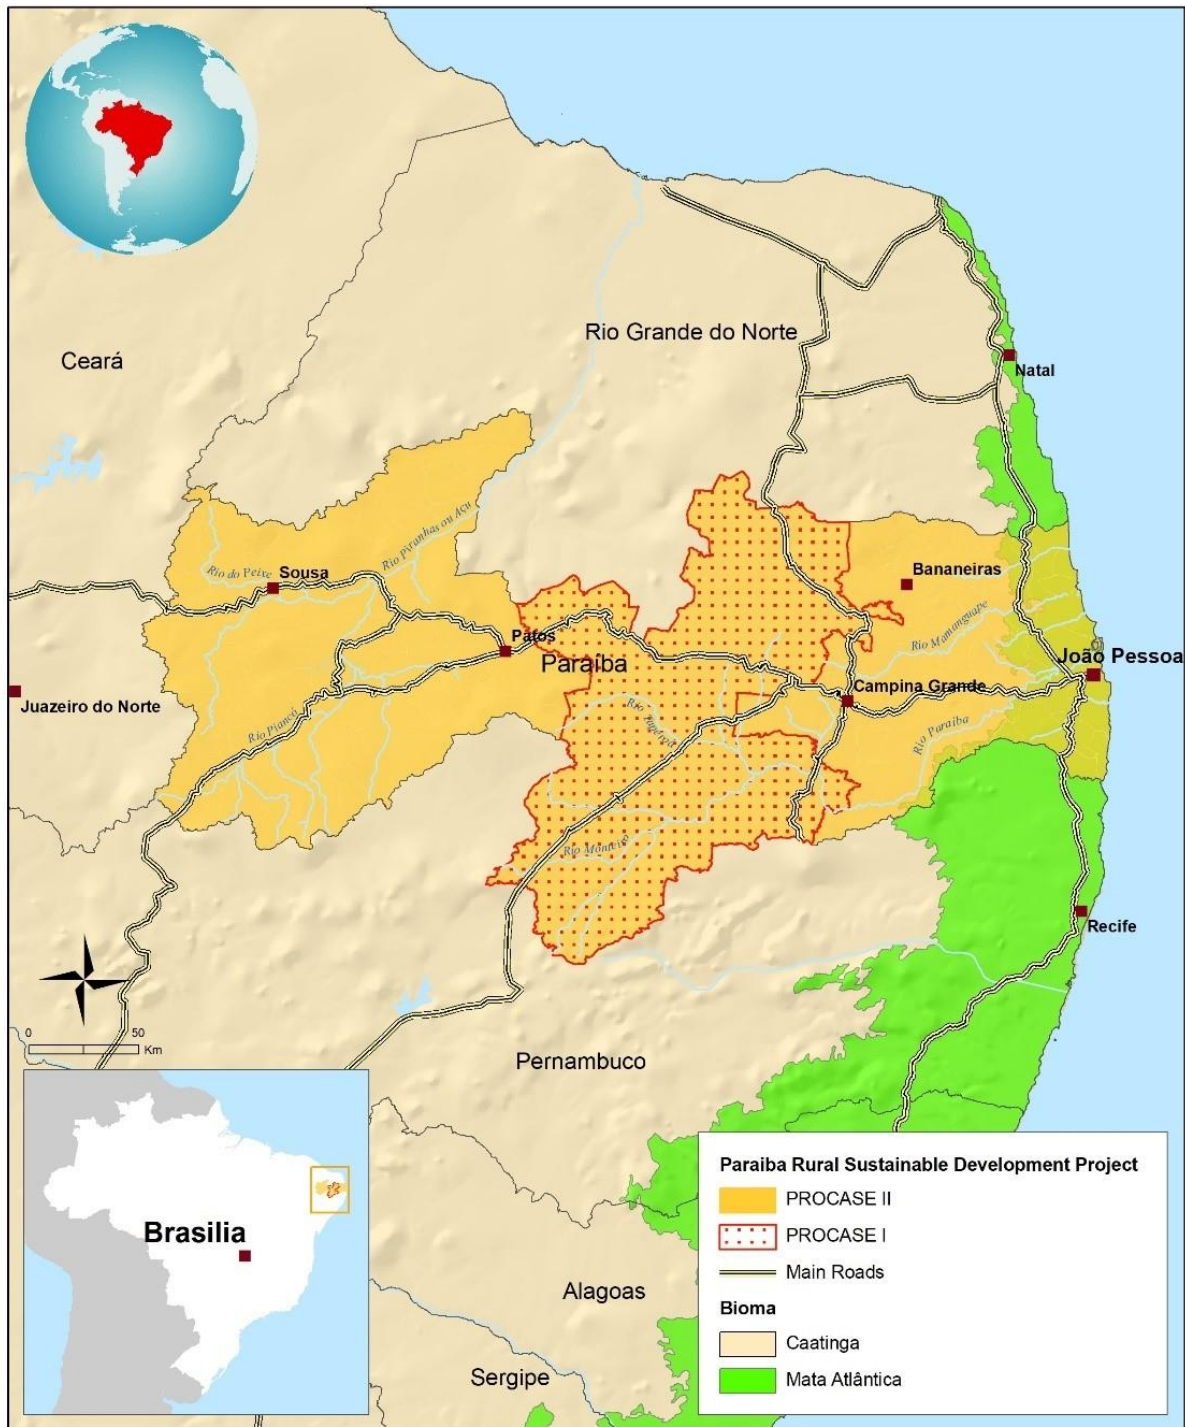 Rio Grande do Norte
Ceará
Natal
Rio Piranhas ou Açu
Rio do Peixe
Sousa
Bananeiras
Rio Mamanguape
Patos
Paraíba
João Pessoa
Juazeiro do Norte
Campina Grande
Rio Piancó
Rio Taperoá
Rio Paraíba
Rio Monteiro
Recife
0 50
Km
Pernambuco
Brasilia
Alagoas
Sergipe
Paraiba Rural Sustainable Development Project
PROCASE II
PROCASE I
Main Roads
Bioma
Caatinga
Mata Atlântica